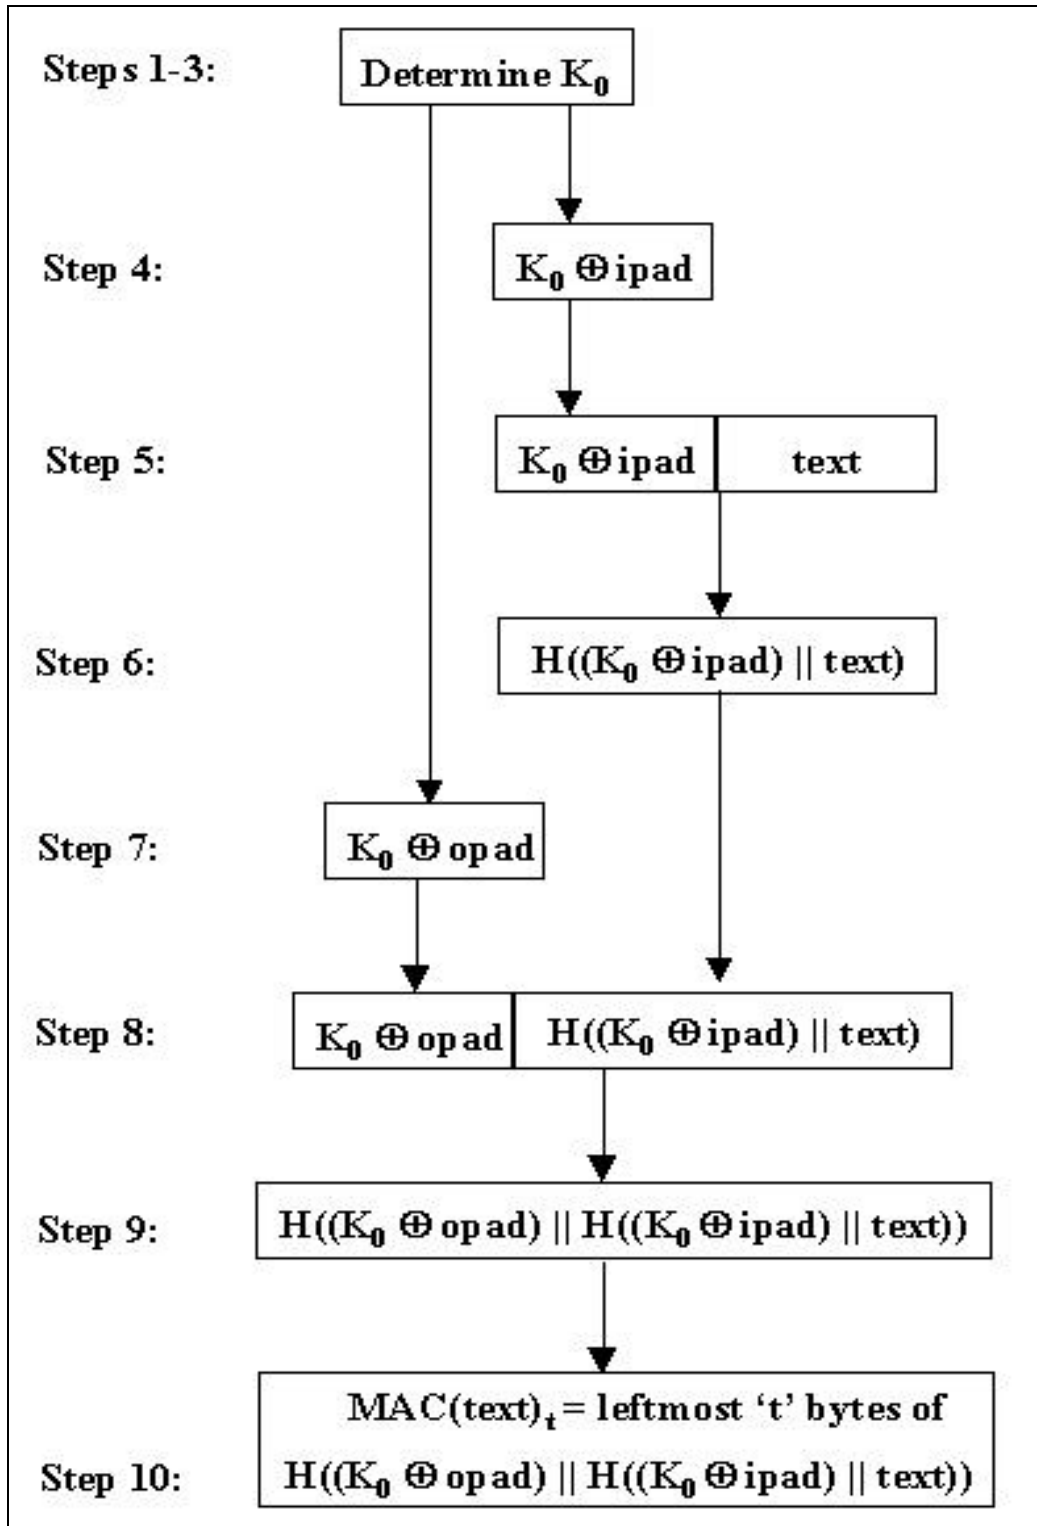 Steps 1-3: Determine K₀
Step 4: K₀ ⊕ ipad
Step 5: K₀ ⊕ ipad text
Step 6: H((K₀ ⊕ ipad) || text)
Step 7: K₀ ⊕ opad
Step 8: K₀ ⊕ opad H((K₀ ⊕ ipad) || text)
Step 9: H((K₀ ⊕ opad) || H((K₀ ⊕ ipad) || text))
MAC(text)ₜ = leftmost ‘t’ bytes of
Step 10: H((K₀ ⊕ opad) || H((K₀ ⊕ ipad) || text))